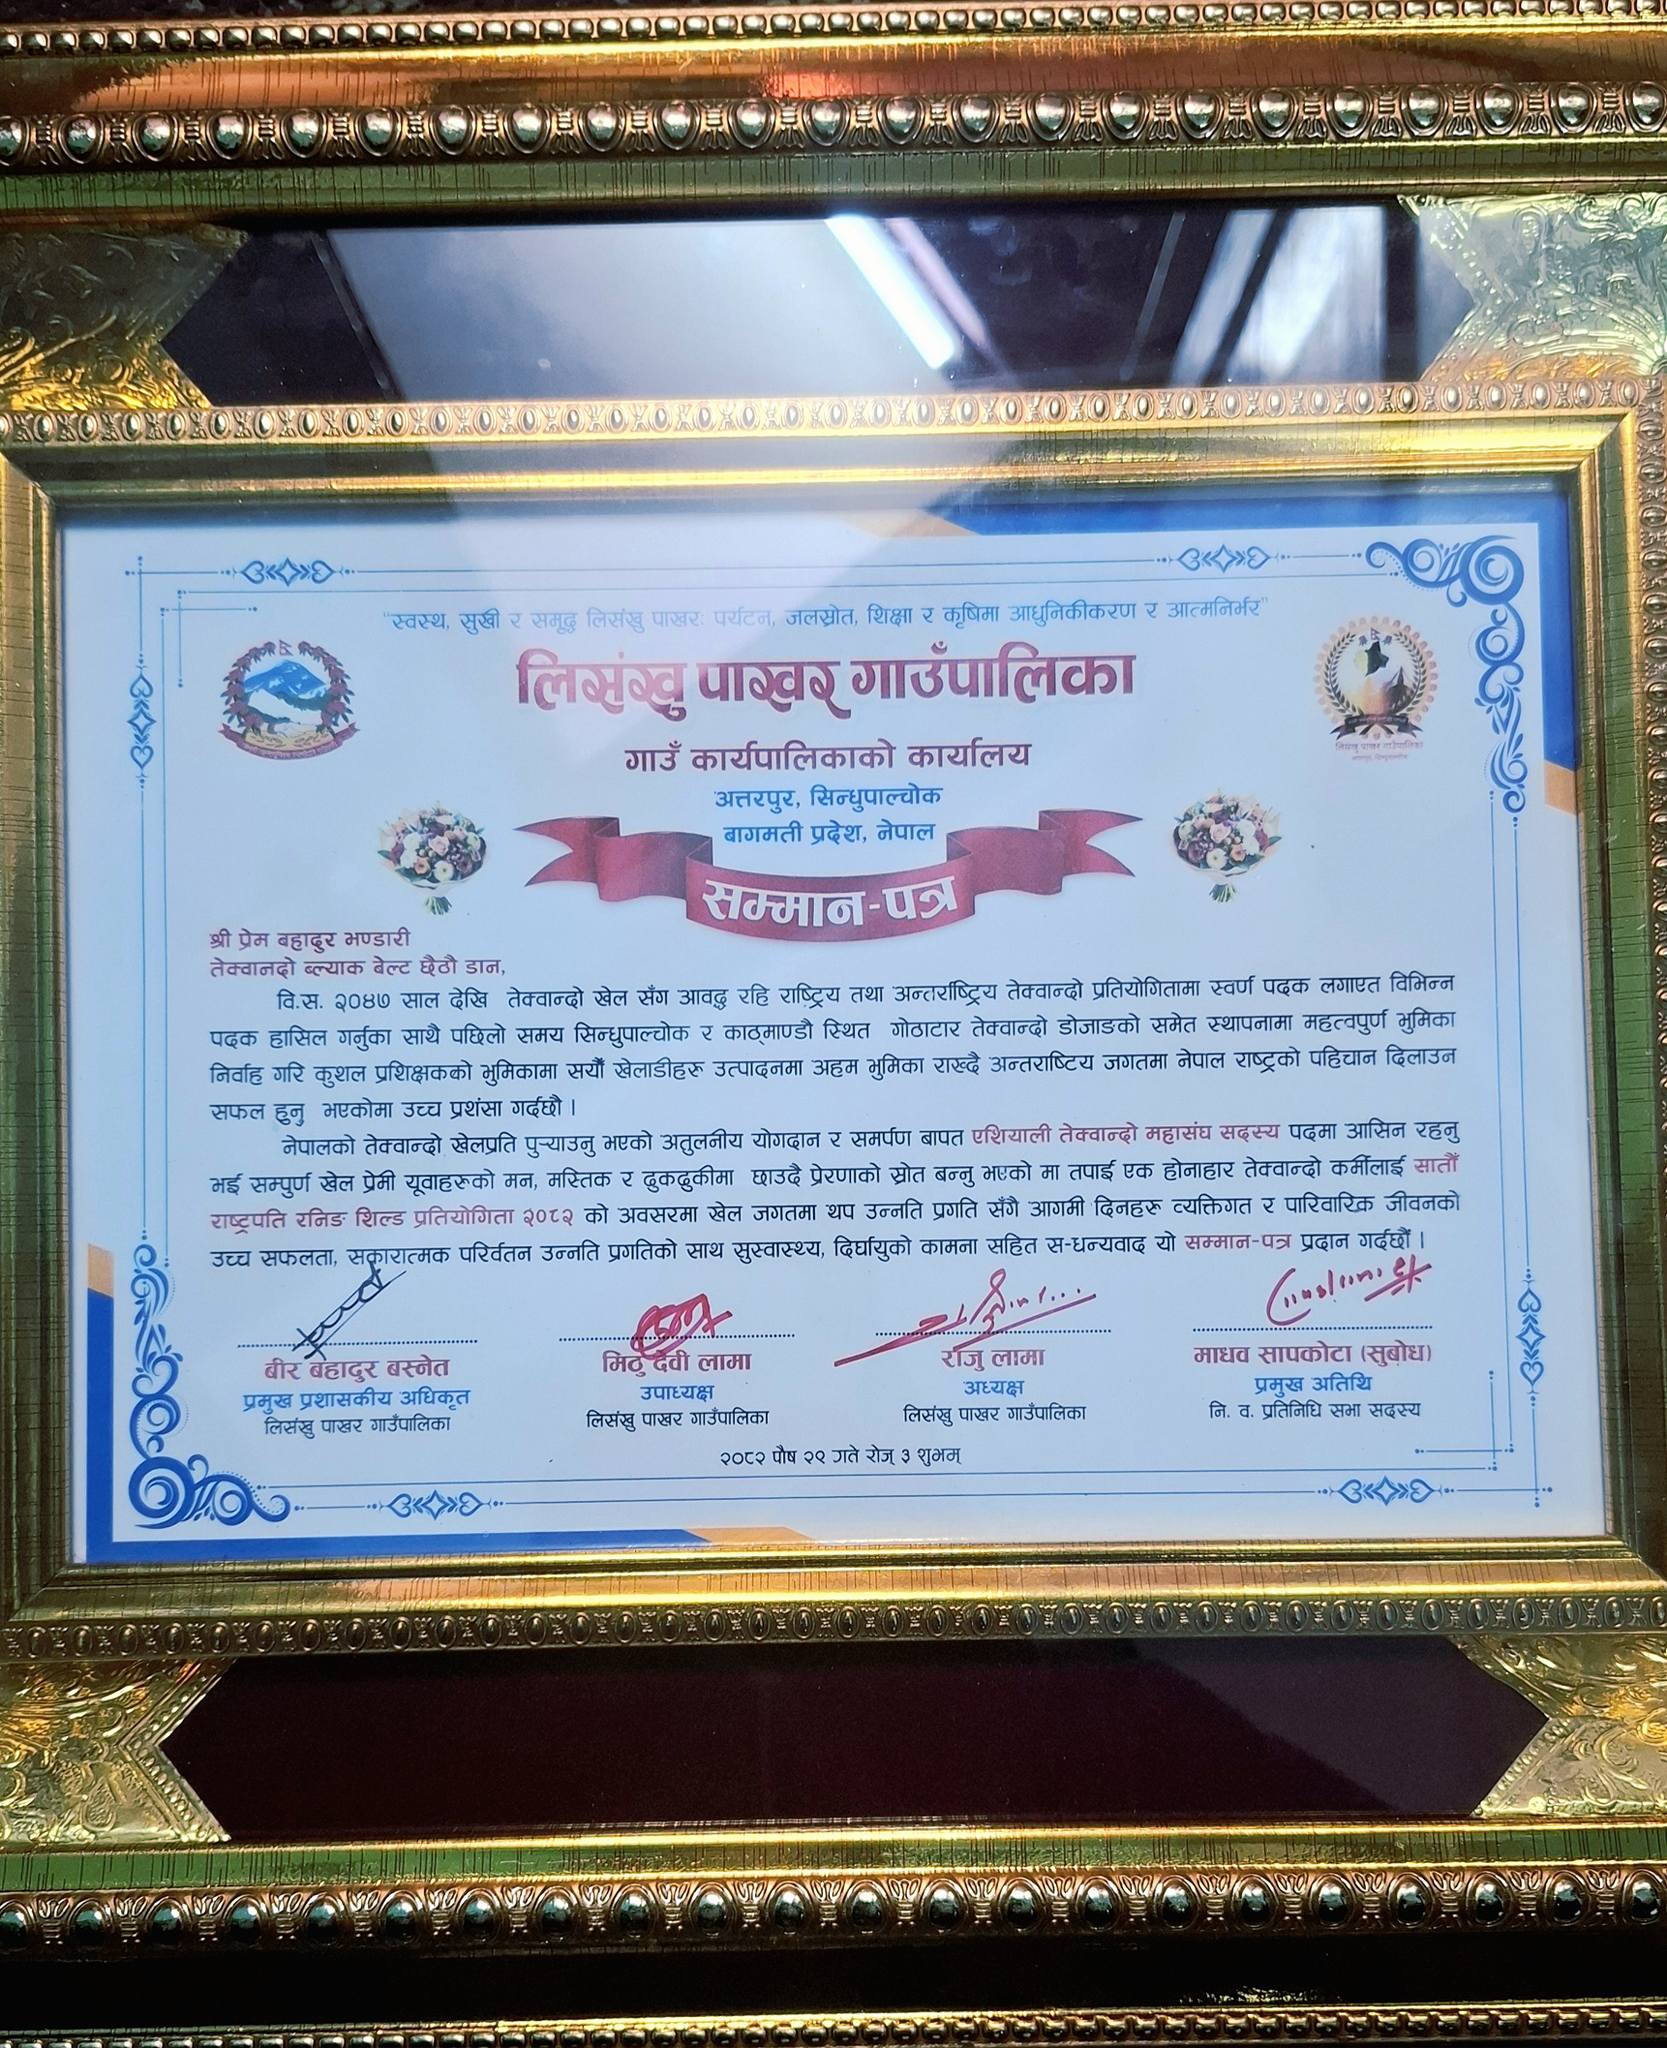 "स्वस्थ, सुखी र समृद्ध लिसंखु पाखर: पर्यटन, जलस्रोत, शिक्षा र कृषिमा आधुनिकीकरण र आत्मनिर्भर"
लिसंखु पाखर गाउँपालिका
गाउँ कार्यपालिकाको कार्यालय
अत्तरपुर, सिन्धुपाल्चोक
बागमती प्रदेश, नेपाल
सम्मान-पत्र
लिसंखु पाखर गाउँपालिका
श्री प्रेम बहादुर भण्डारी
तेक्वानदो ब्ल्याक बेल्ट छैठौ डान,
वि.स. २०४७ साल देखि तेक्वान्दो खेल सँग आवद्ध रहि राष्ट्रिय तथा अन्तर्राष्ट्रिय तेक्वान्दो प्रतियोगितामा स्वर्ण पदक लगाएत विभिन्न
पदक हासिल गर्नुका साथै पछिलो समय सिन्धुपाल्चोक र काठ्माण्डौ स्थित गोठाटार तेक्वान्दो डोजाङको समेत स्थापनामा महत्वपुर्ण भुमिका
निर्वाह गरि कुशल प्रशिक्षकको भुमिकामा सयौँ खेलाडीहरू उत्पादनमा अहम भुमिका राख्दै अन्तराष्टिय जगतमा नेपाल राष्ट्रको पहिचान दिलाउन
सफल हुनु भएकोमा उच्च प्रशंसा गर्दछौ ।
नेपालको तेक्वान्दो खेलप्रति पुऱ्याउनु भएको अतुलनीय योगदान र समर्पण बापत एशियाली तेक्वान्दो महासंघ सदस्य पदमा आसिन रहनु
भई सम्पुर्ण खेल प्रेमी यूवाहरूको मन, मस्तिक र ढुकढुकीमा छाउदै प्रेरणाको स्रोत बन्नु भएको मा तपाई एक होनाहार तेक्वान्दो कर्मीलाई सातौँ
राष्ट्रपति रनिङ शिल्ड प्रतियोगिता २०८२ को अवसरमा खेल जगतमा थप उन्नति प्रगति सँगै आगमी दिनहरू व्यक्तिगत र पारिवारिक जीवनको
उच्च सफलता, सकारात्मक परिर्वतन उन्नति प्रगतिको साथ सुस्वास्थ्य, दिर्घायुको कामना सहित स-धन्यवाद यो सम्मान-पत्र प्रदान गर्दछौँ ।
बीर बहादुर बस्नेत
प्रमुख प्रशासकीय अधिकृत
लिसंखु पाखर गाउँपालिका
मिठु देवी लामा
उपाध्यक्ष
लिसंखु पाखर गाउँपालिका
राजु लामा
अध्यक्ष
लिसंखु पाखर गाउँपालिका
माधव सापकोटा (सुबोध)
प्रमुख अतिथि
नि. व. प्रतिनिधि सभा सदस्य
२०८२ पौष २९ गते रोज् ३ शुभम्